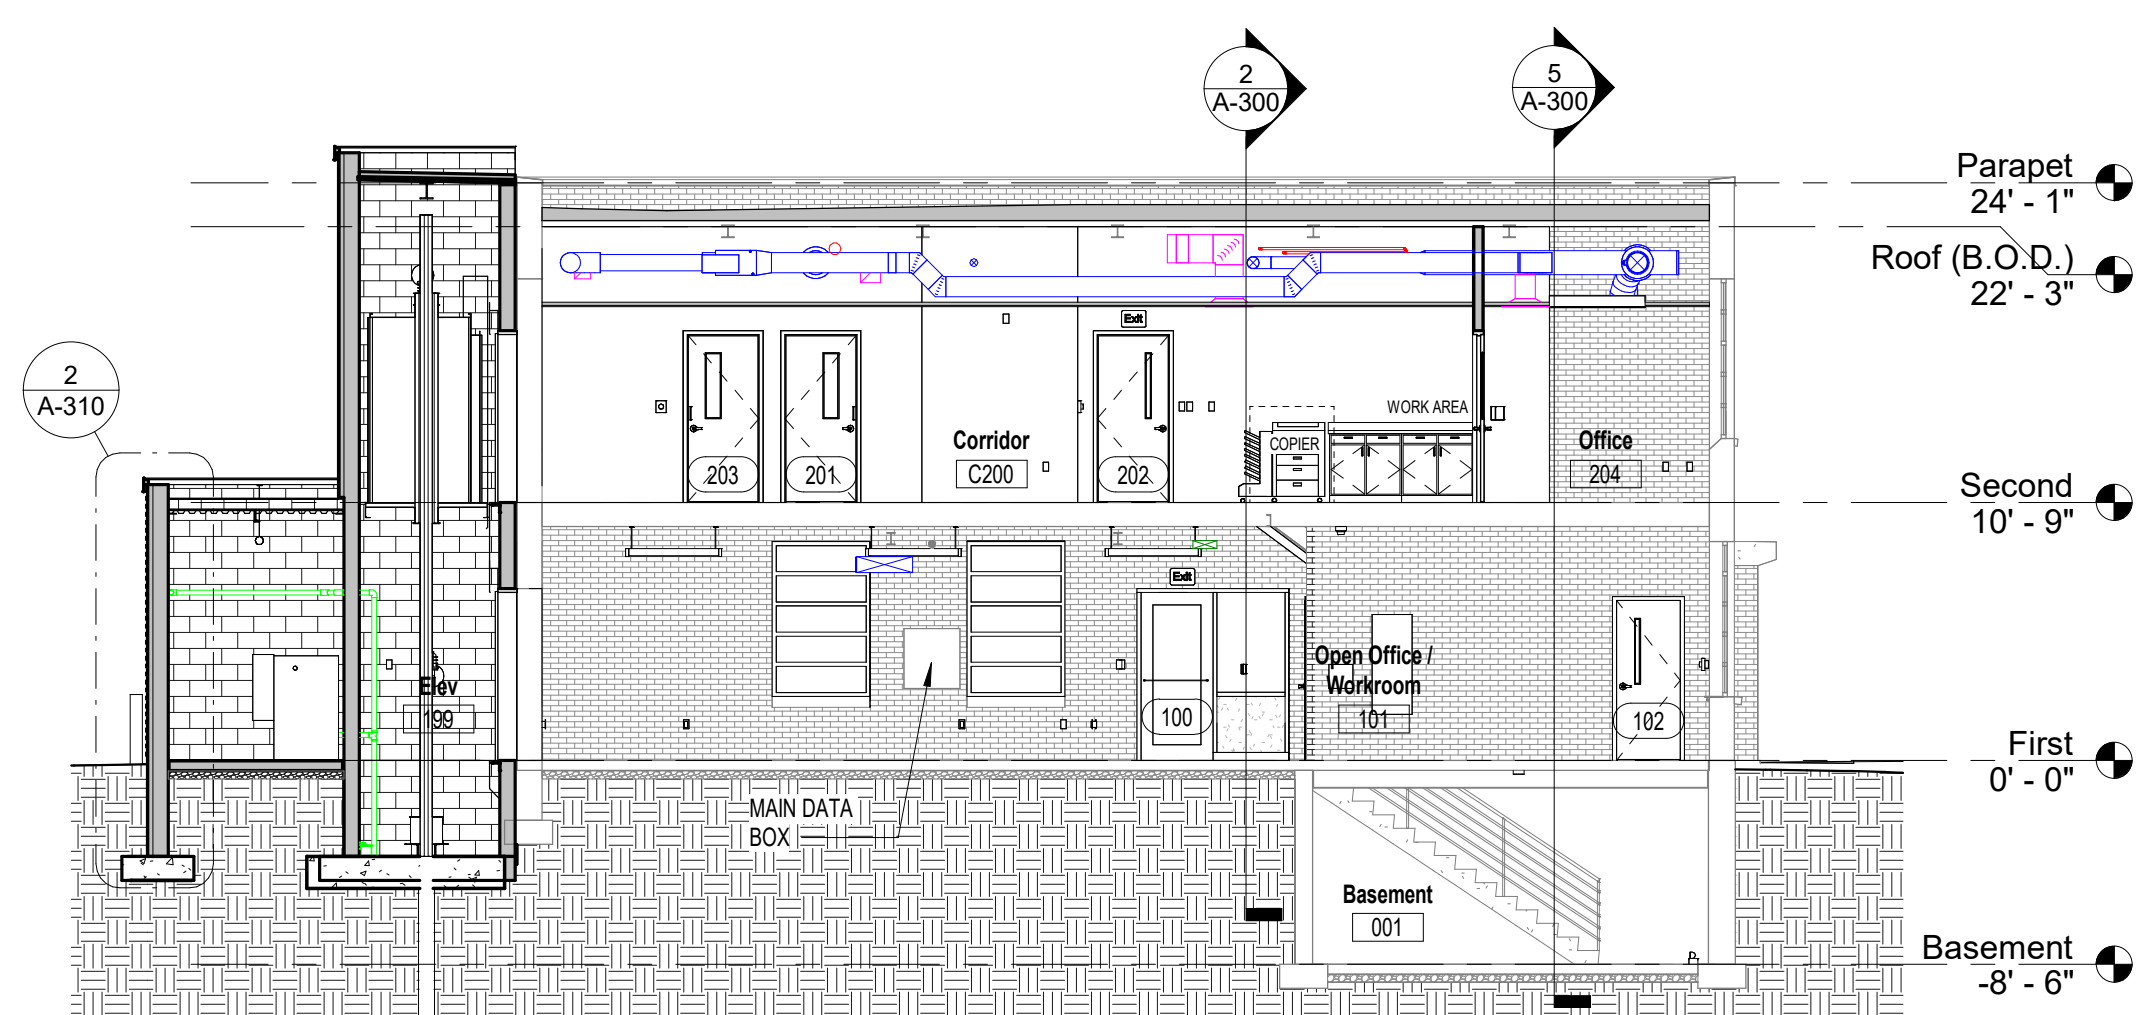 2
A-300
5
A-300
Parapet
24' - 1"
Roof (B.O.D.)
22' - 3"
Exit
2
A-310
WORK AREA
Corridor
C200
COPIER
Office
204
203
201
202
Second
10' - 9"
Exit
Open Office /
Workroom
101
Elev
199
100
102
First
0' - 0"
MAIN DATA
BOX
Basement
001
Basement
-8' - 6"